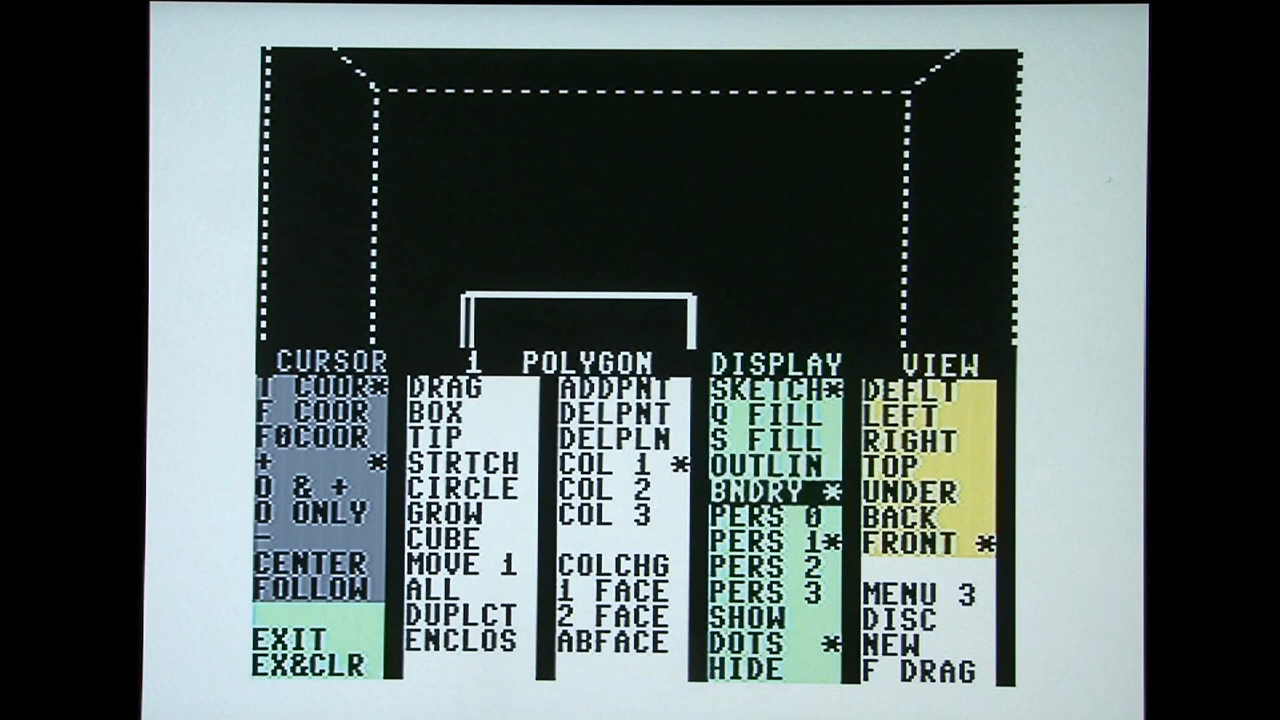 CURSOR 1 POLYGON DISPLAY VIEW
T COOR* DRAG ADDPNT SKETCH* DEFLT
F COOR BOX DELPNT Q FILL LEFT
F0COOR TIP DELPLN S FILL RIGHT
+ * STRTCH COL 1 * OUTLIN TOP
O & + CIRCLE COL 2 BNDRY * UNDER
O ONLY GROW COL 3 PERS 0 BACK
- CUBE PERS 1* FRONT *
CENTER MOVE 1 COLCHG PERS 2
FOLLOW ALL 1 FACE PERS 3 MENU 3
DUPLCT 2 FACE SHOW DISC
EXIT ENCLOS ABFACE DOTS * NEW
EX&CLR HIDE F DRAG